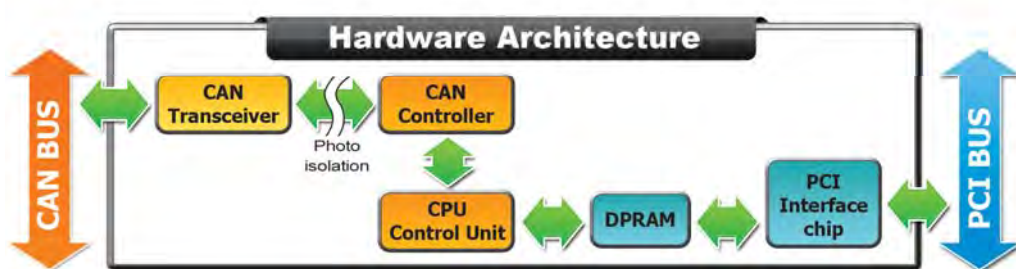 Hardware Architecture
CAN BUS
CAN
Transceiver
Photo
isolation
CAN
Controller
CPU
Control Unit
DPRAM
PCI
Interface
chip
PCI BUS